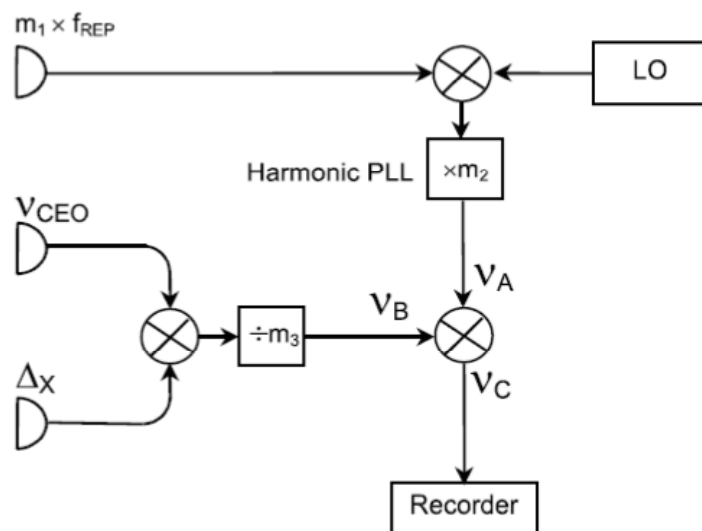 m₁ × fREP
LO
Harmonic PLL
×m₂
νCEO
νA
νB
÷m₃
ΔX
νC
Recorder